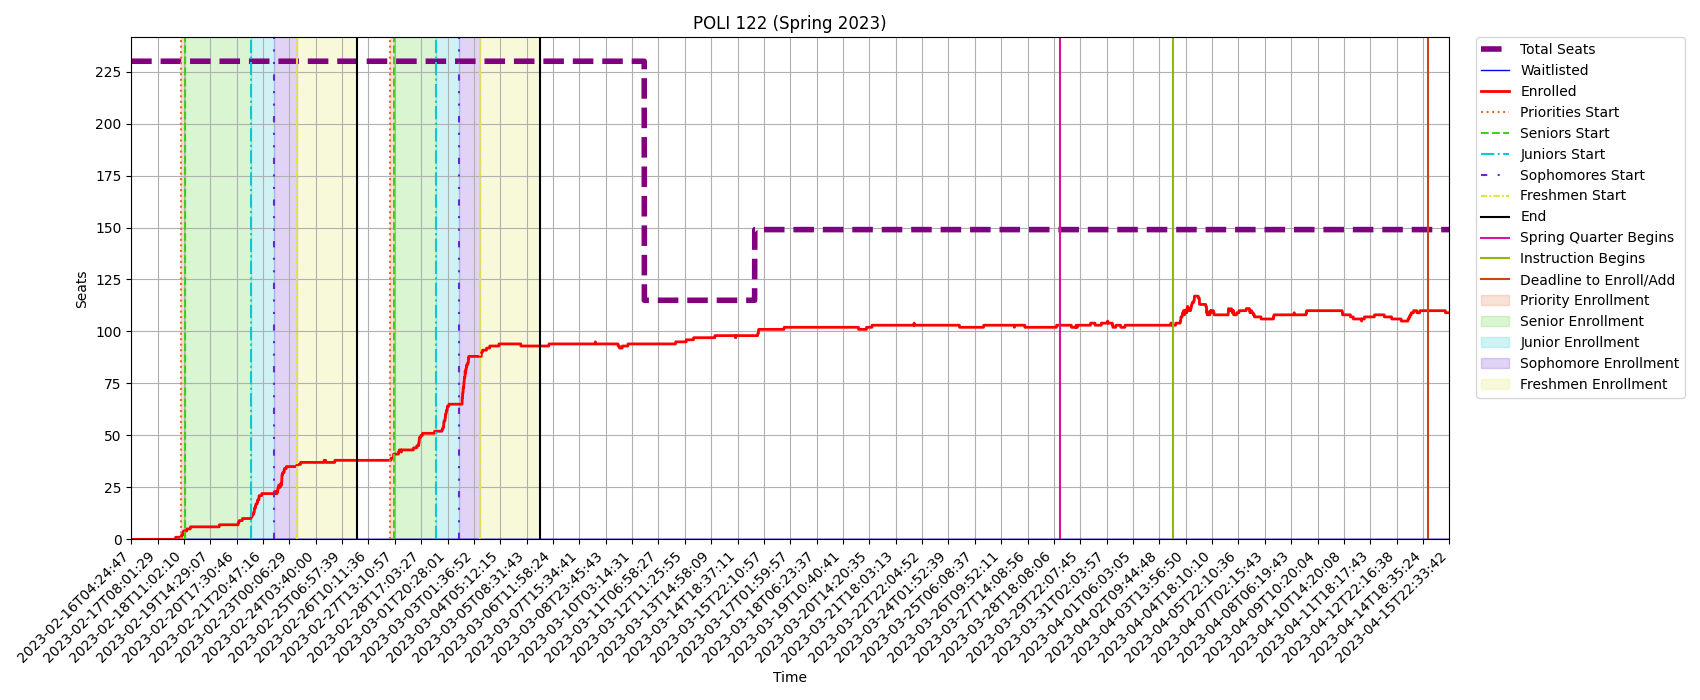 POLI 122 (Spring 2023)
Seats
225
200
175
150
125
100
75
50
25
0
2023-02-16T04:24:47
2023-02-17T08:01:29
2023-02-18T11:02:10
2023-02-19T14:29:07
2023-02-20T17:30:46
2023-02-21T20:47:16
2023-02-23T00:06:29
2023-02-24T03:40:00
2023-02-25T06:57:39
2023-02-26T10:11:36
2023-02-27T13:10:57
2023-02-28T17:03:27
2023-03-01T20:28:01
2023-03-03T01:36:52
2023-03-04T05:12:15
2023-03-05T08:31:43
2023-03-06T11:58:24
2023-03-07T15:34:41
2023-03-08T23:45:43
2023-03-10T03:14:31
2023-03-11T06:58:27
2023-03-12T11:25:55
2023-03-13T14:58:09
2023-03-14T18:37:11
2023-03-15T22:10:57
2023-03-17T01:59:57
2023-03-18T06:23:37
2023-03-19T10:40:41
2023-03-20T14:20:35
2023-03-21T18:03:13
2023-03-22T22:04:52
2023-03-24T01:52:39
2023-03-25T06:08:37
2023-03-26T09:52:11
2023-03-27T14:08:56
2023-03-28T18:08:06
2023-03-29T22:07:45
2023-03-31T02:03:57
2023-04-01T06:03:05
2023-04-02T09:44:48
2023-04-03T13:56:50
2023-04-04T18:10:10
2023-04-05T22:10:36
2023-04-07T02:15:43
2023-04-08T06:19:43
2023-04-09T10:20:04
2023-04-10T14:20:08
2023-04-11T18:17:43
2023-04-12T22:16:38
2023-04-14T18:35:24
2023-04-15T22:33:42
Time
Total Seats
Waitlisted
Enrolled
Priorities Start
Seniors Start
Juniors Start
Sophomores Start
Freshmen Start
End
Spring Quarter Begins
Instruction Begins
Deadline to Enroll/Add
Priority Enrollment
Senior Enrollment
Junior Enrollment
Sophomore Enrollment
Freshmen Enrollment